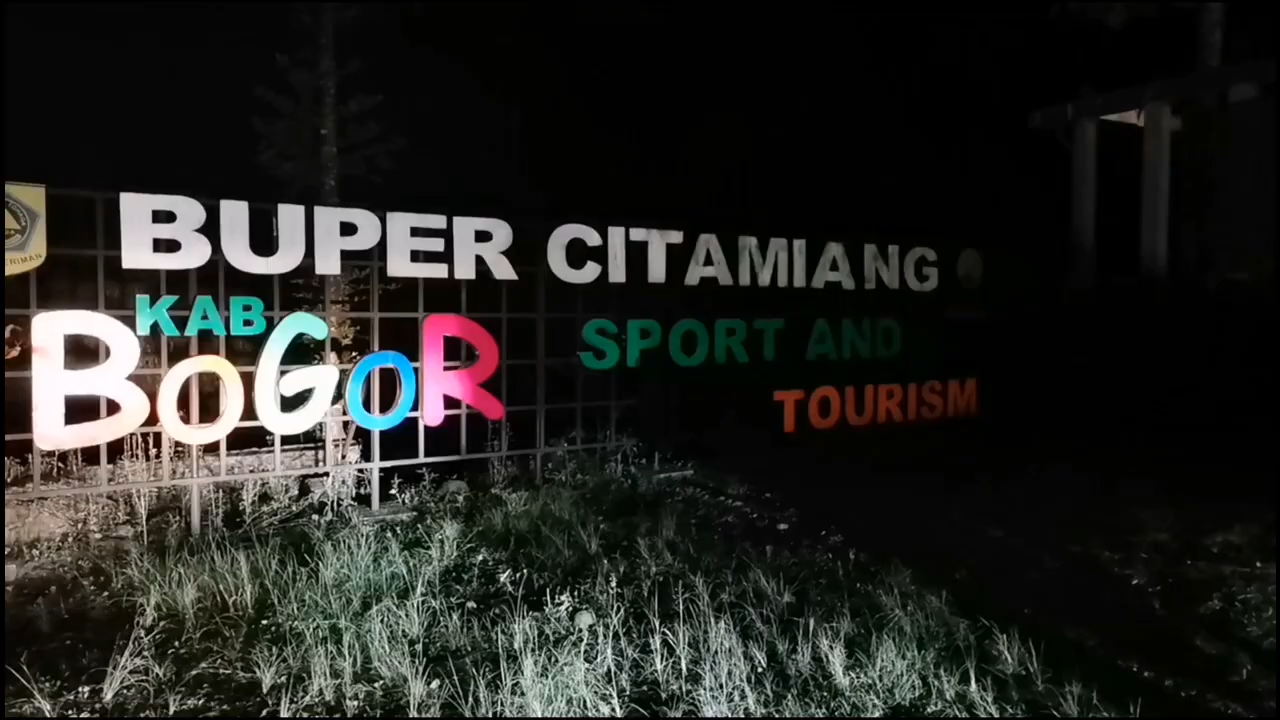 BUPER CITAMIANG
KAB
BOGOR
SPORT AND
TOURISM